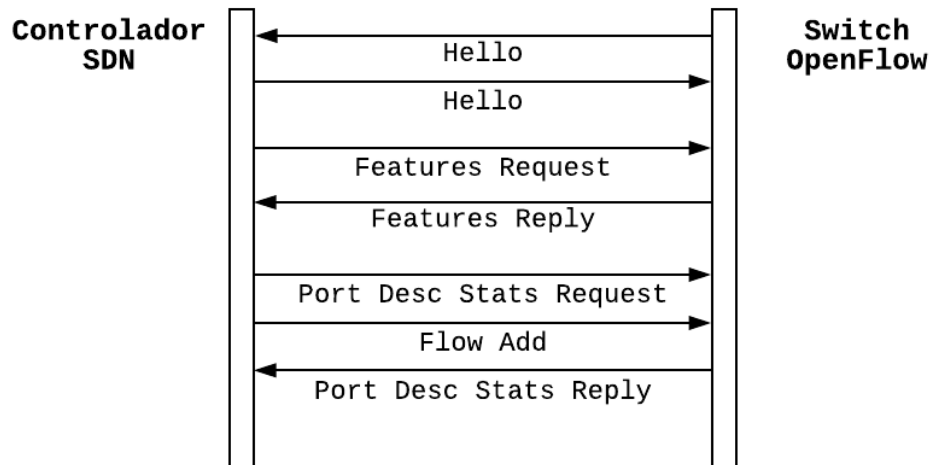 Controlador
SDN
Switch
OpenFlow
Hello
Hello
Features Request
Features Reply
Port Desc Stats Request
Flow Add
Port Desc Stats Reply